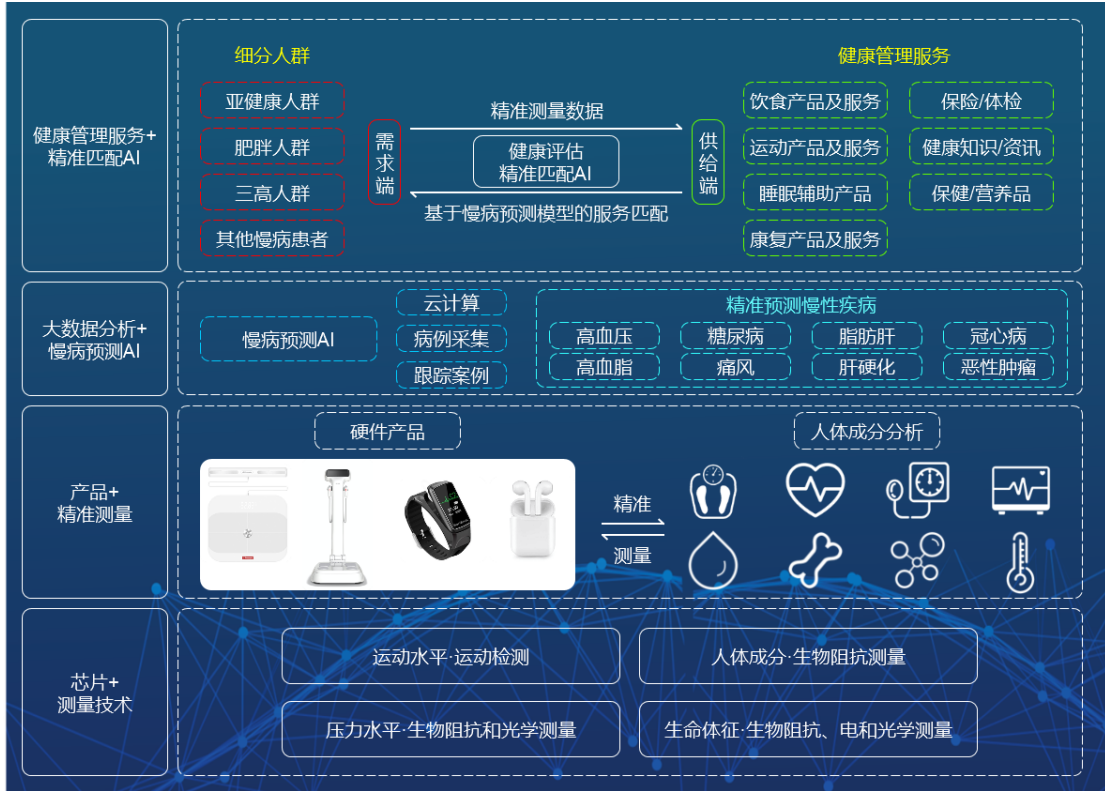 健康管理服务+
精准匹配AI
细分人群
亚健康人群
肥胖人群
三高人群
其他慢病患者
需求端
精准测量数据
健康评估
精准匹配AI
基于慢病预测模型的服务匹配
供给端
健康管理服务
饮食产品及服务
保险/体检
运动产品及服务
健康知识/资讯
睡眠辅助产品
保健/营养品
康复产品及服务
大数据分析+
慢病预测AI
慢病预测AI
云计算
病例采集
跟踪案例
精准预测慢性疾病
高血压
糖尿病
脂肪肝
冠心病
高血脂
痛风
肝硬化
恶性肿瘤
产品+
精准测量
硬件产品
精准
测量
人体成分分析
芯片+
测量技术
运动水平·运动检测
人体成分·生物阻抗测量
压力水平·生物阻抗和光学测量
生命体征·生物阻抗、电和光学测量